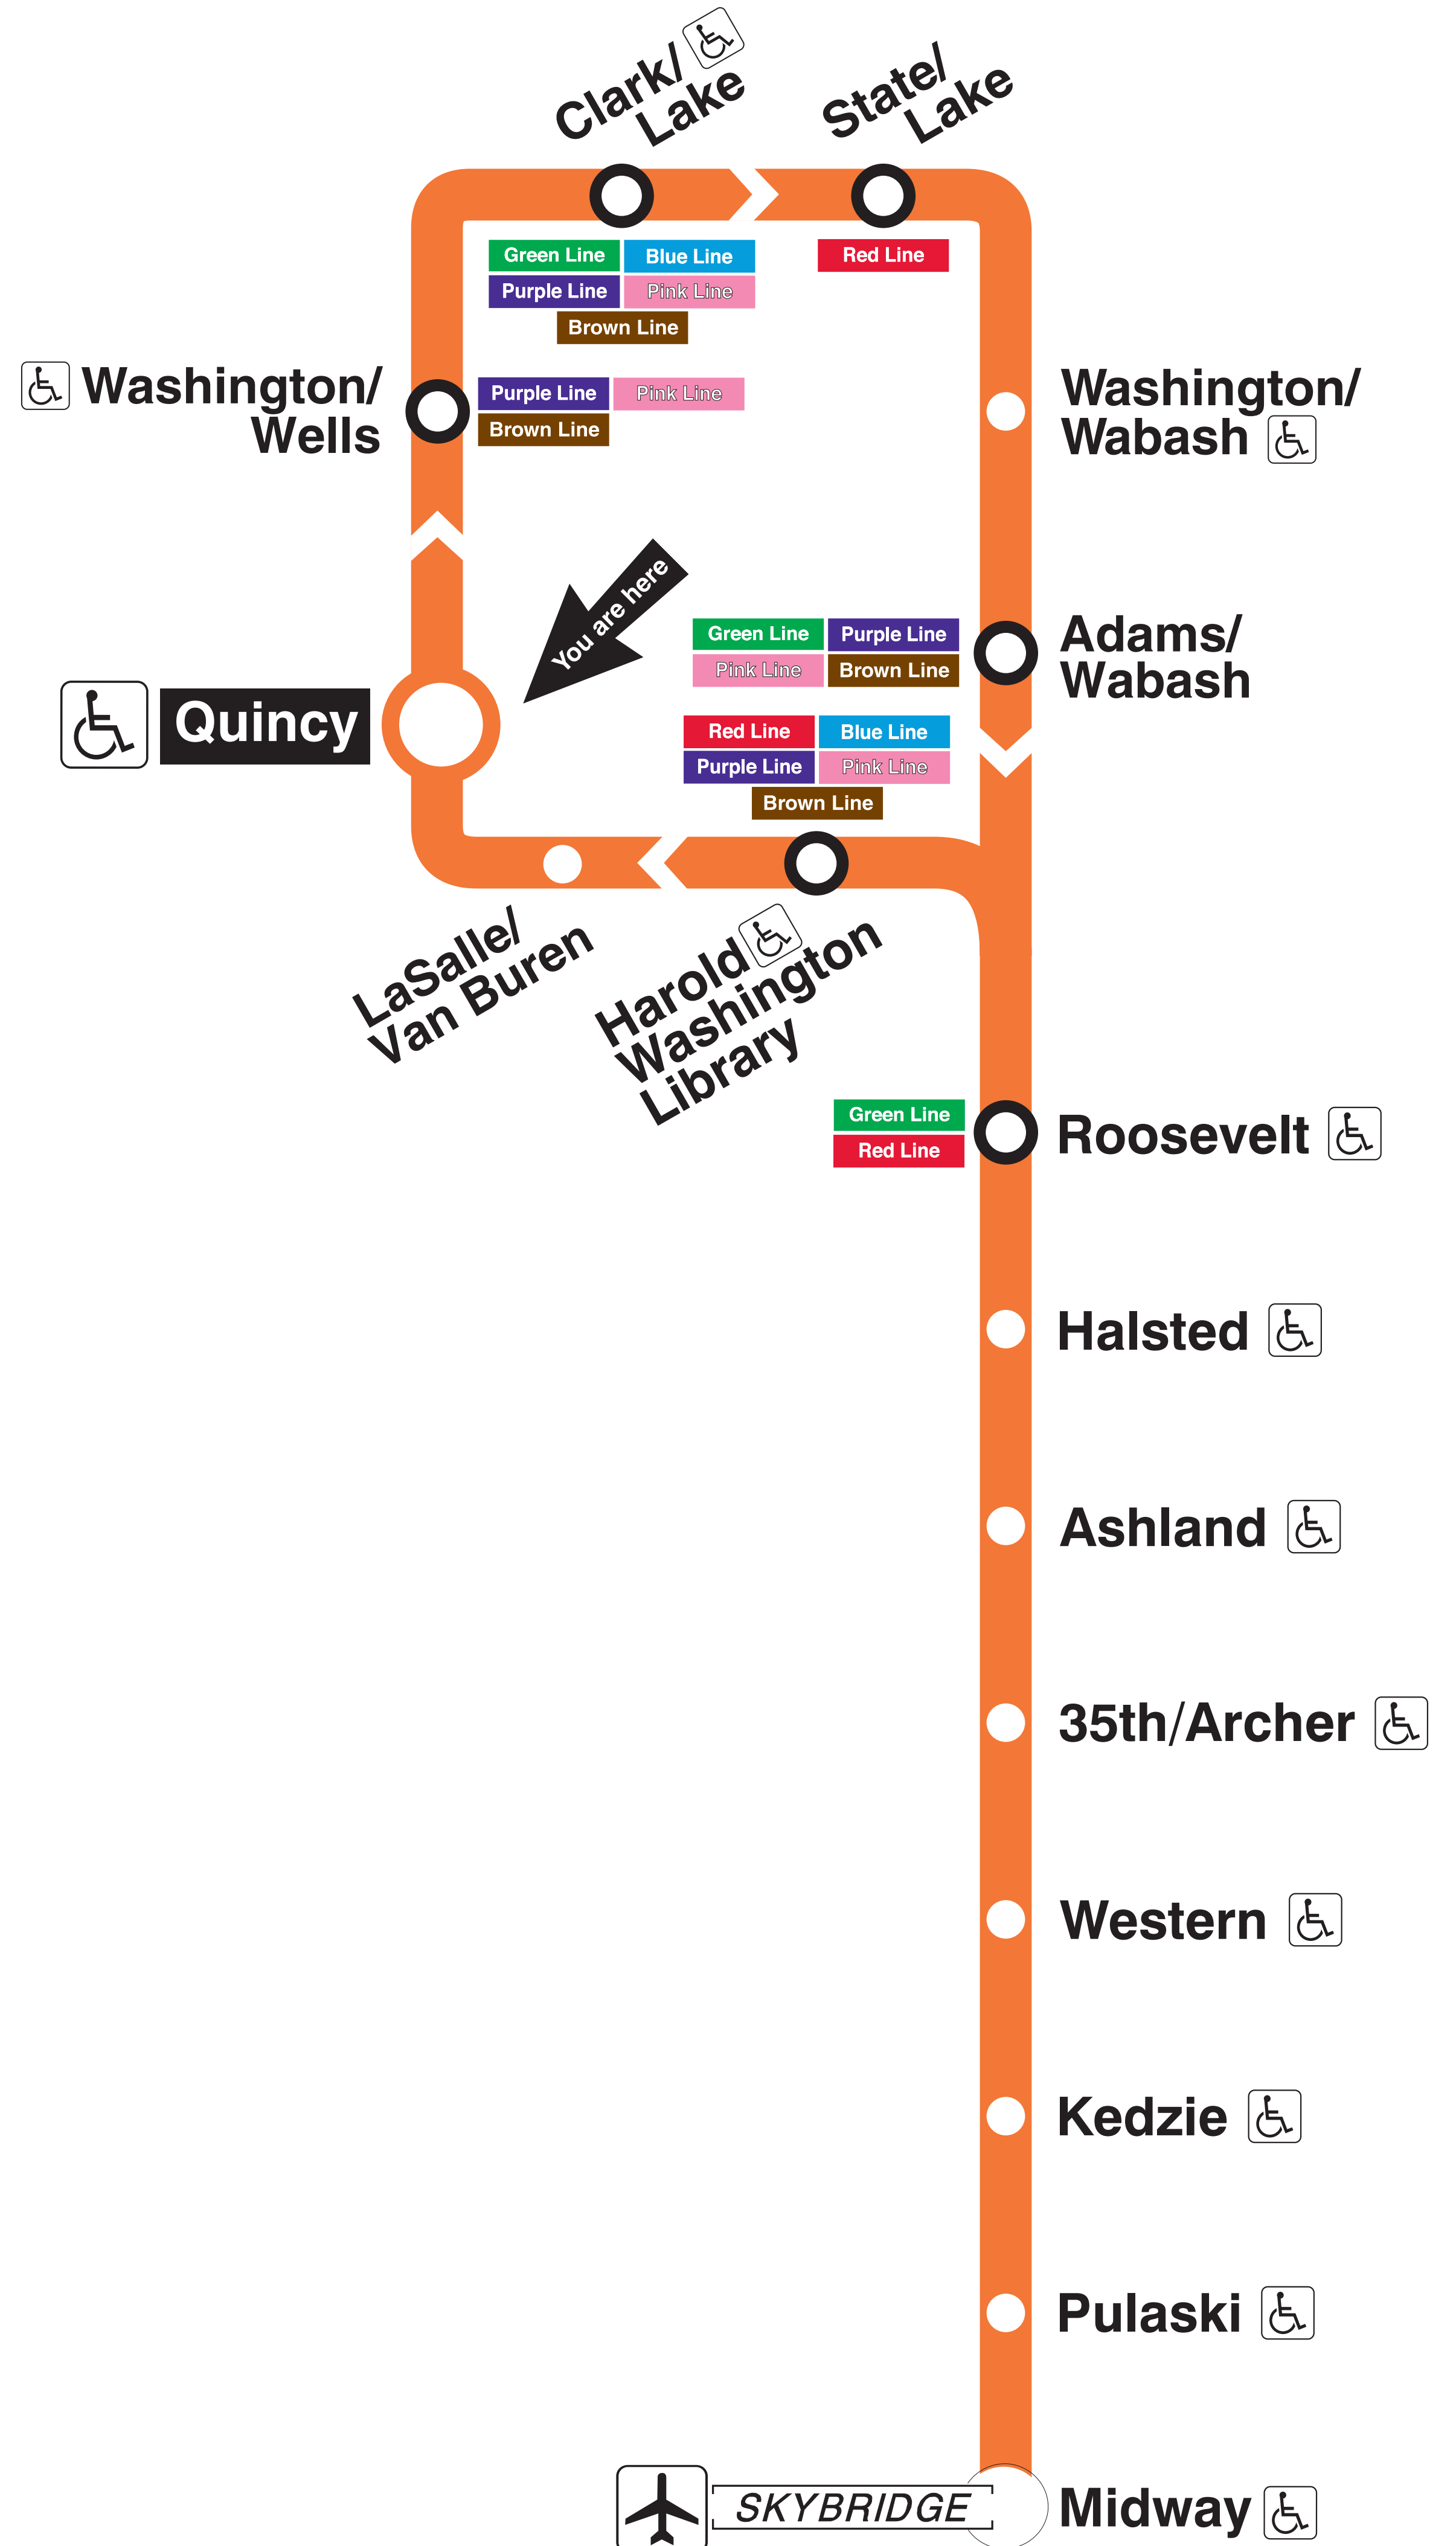 Clark/
Lake
State/
Lake
Green Line
Blue Line
Purple Line
Pink Line
Brown Line
Red Line
Washington/
Wells
Purple Line
Pink Line
Brown Line
Washington/
Wabash
You are here
Green Line
Purple Line
Pink Line
Brown Line
Adams/
Wabash
Quincy
Red Line
Blue Line
Purple Line
Pink Line
Brown Line
LaSalle/
Van Buren
Harold
Washington
Library
Green Line
Red Line
Roosevelt
Halsted
Ashland
35th/Archer
Western
Kedzie
Pulaski
SKYBRIDGE
Midway